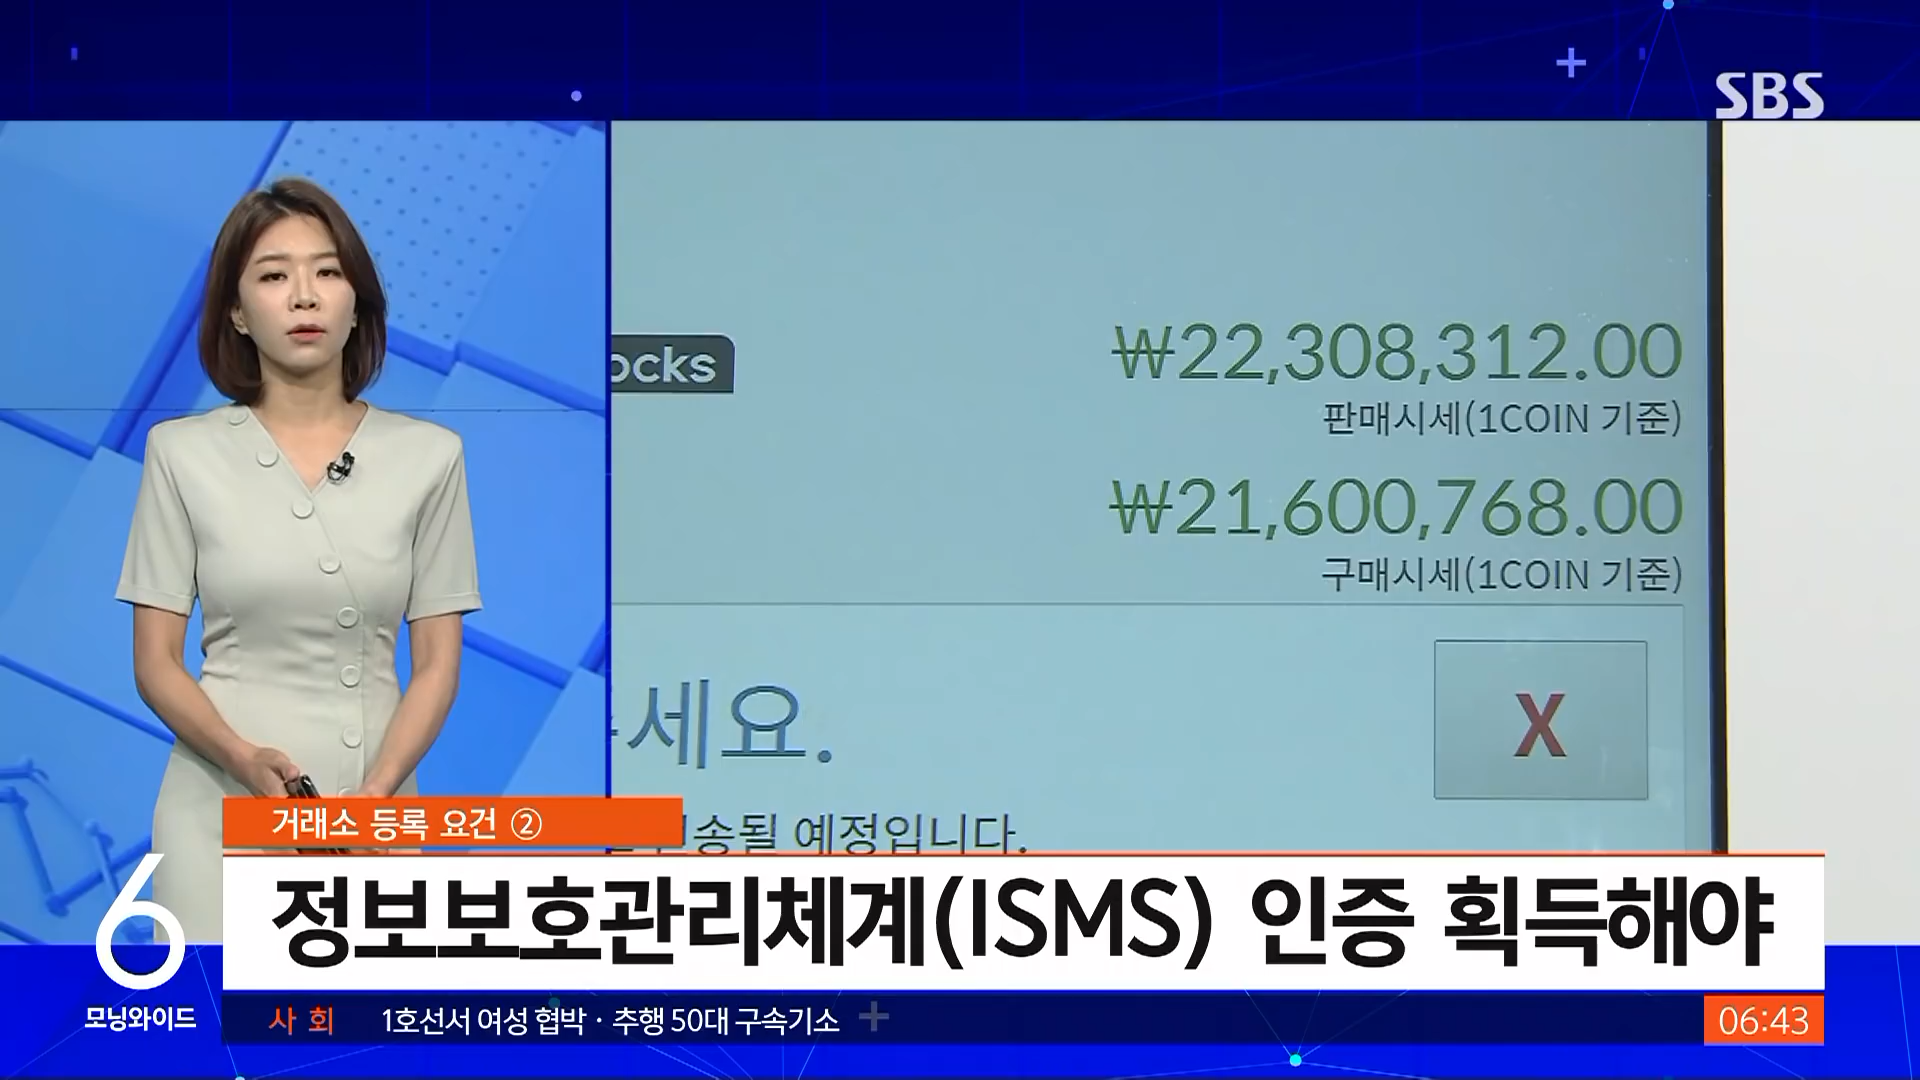 SBS
ocks
₩22,308,312.00
판매시세(1COIN 기준)
₩21,600,768.00
구매시세(1COIN 기준)
세요.
X
송될 예정입니다.
거래소 등록 요건 ②
정보보호관리체계(ISMS) 인증 획득해야
6
모닝와이드
사회 1호선서 여성 협박·추행 50대 구속기소
06:43